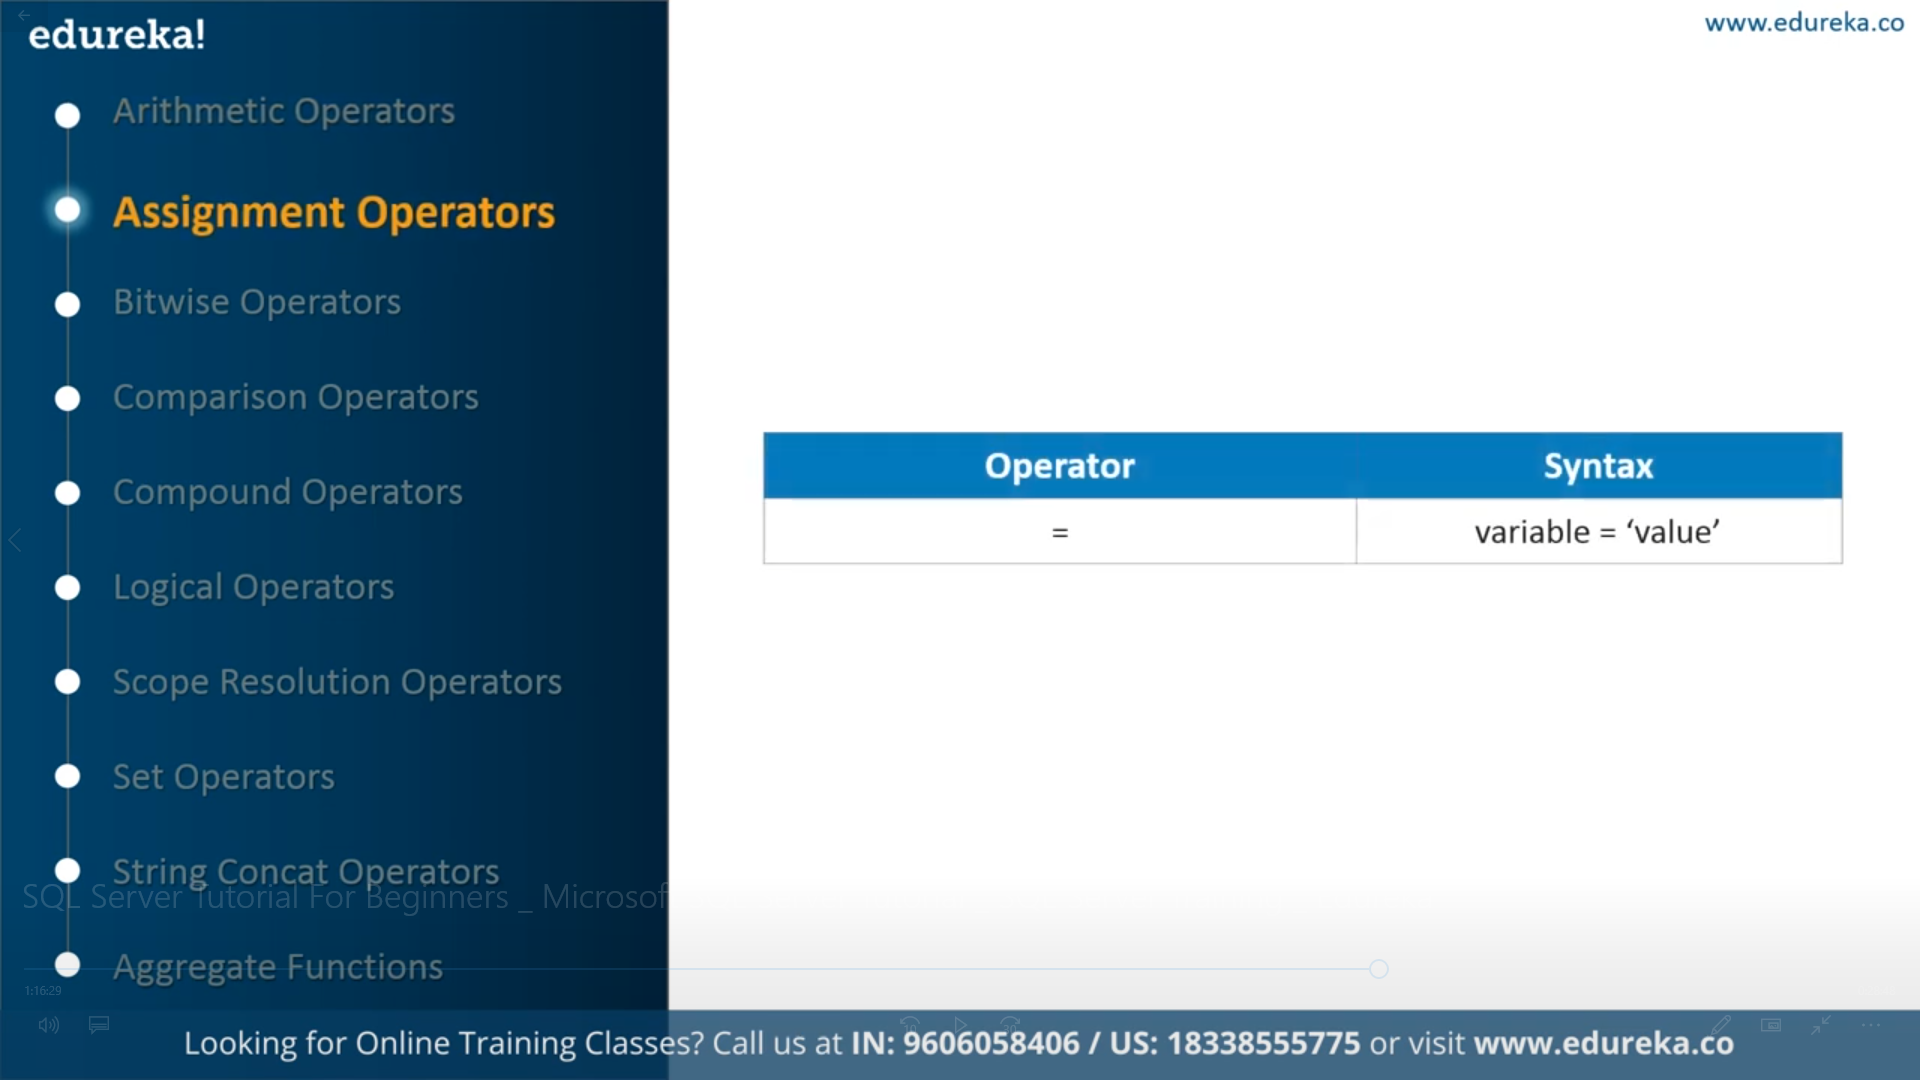 edureka!
www.edureka.co
Arithmetic Operators
Assignment Operators
Bitwise Operators
Comparison Operators
Compound Operators
Logical Operators
Scope Resolution Operators
Set Operators
String Concat Operators
Aggregate Functions
Operator Syntax
= variable = ‘value’
SQL Server Tutorial For Beginners _ Microsof
1:16:29
Looking for Online Training Classes? Call us at IN: 9606058406 / US: 18338555775 or visit www.edureka.co